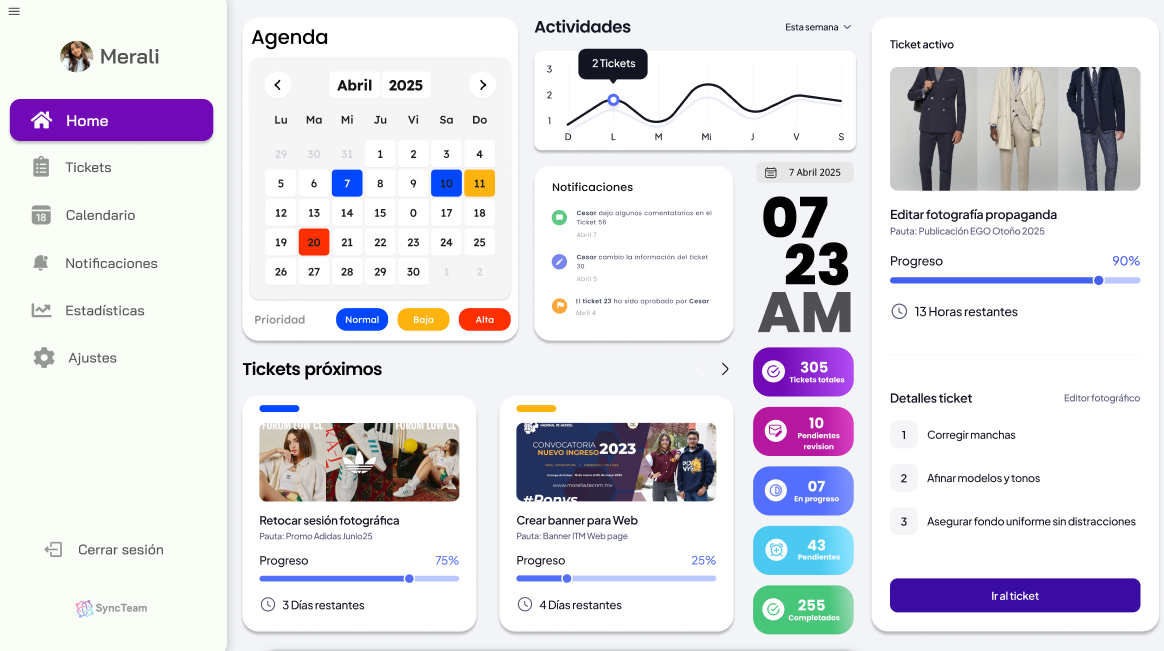 Merali
Home
Tickets
18
Calendario
Notificaciones
Estadísticas
Ajustes
Cerrar sesión
SyncTeam
Agenda
Abril 2025
Lu Ma Mi Ju Vi Sa Do
29 30 31 1 2 3 4
5 6 7 8 9 10 11
12 13 14 15 0 17 18
19 20 21 22 23 24 25
26 27 28 29 30 1 2
Prioridad Normal Baja Alta
Actividades
Esta semana
2 Tickets
3
2
1
D L M Mi J V S
Notificaciones
Cesar dejo algunos comentatarios en el
Ticket 56
Abril 7
Cesar cambio la información del ticket
30
Abril 5
El ticket 23 ha sido aprobado por Cesar
Abril 4
7 Abril 2025
07
23
AM
Tickets próximos
FORUM LOW CL FORUM LOW CL
Retocar sesión fotográfica
Pauta: Promo Adidas Junio25
Progreso 75%
3 Días restantes
CONVOCATORIA
NUEVO INGRESO 2023
www.morelia.tecnm.mx
#Ponys
Crear banner para Web
Pauta: Banner ITM Web page
Progreso 25%
4 Días restantes
305
Tickets totales
10
Pendientes
revision
07
En progreso
43
Pendientes
255
Completados
Ticket activo
Editar fotografía propaganda
Pauta: Publicación EGO Otoño 2025
Progreso 90%
13 Horas restantes
Detalles ticket Editor fotográfico
1 Corregir manchas
2 Afinar modelos y tonos
3 Asegurar fondo uniforme sin distracciones
Ir al ticket